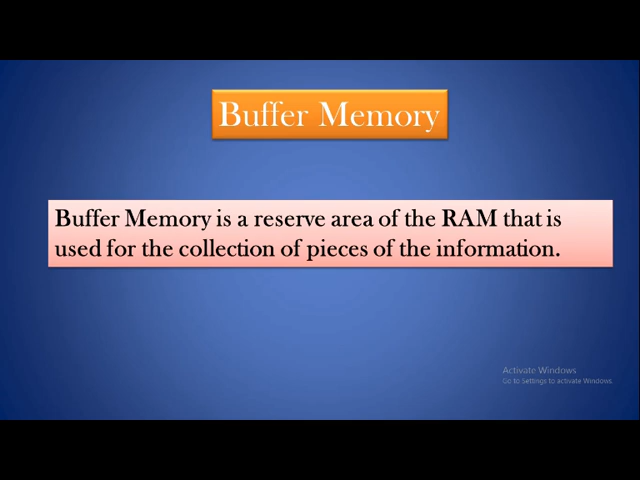 Buffer Memory
Buffer Memory is a reserve area of the RAM that is
used for the collection of pieces of the information.
Activate Windows
Go to Settings to activate Windows.